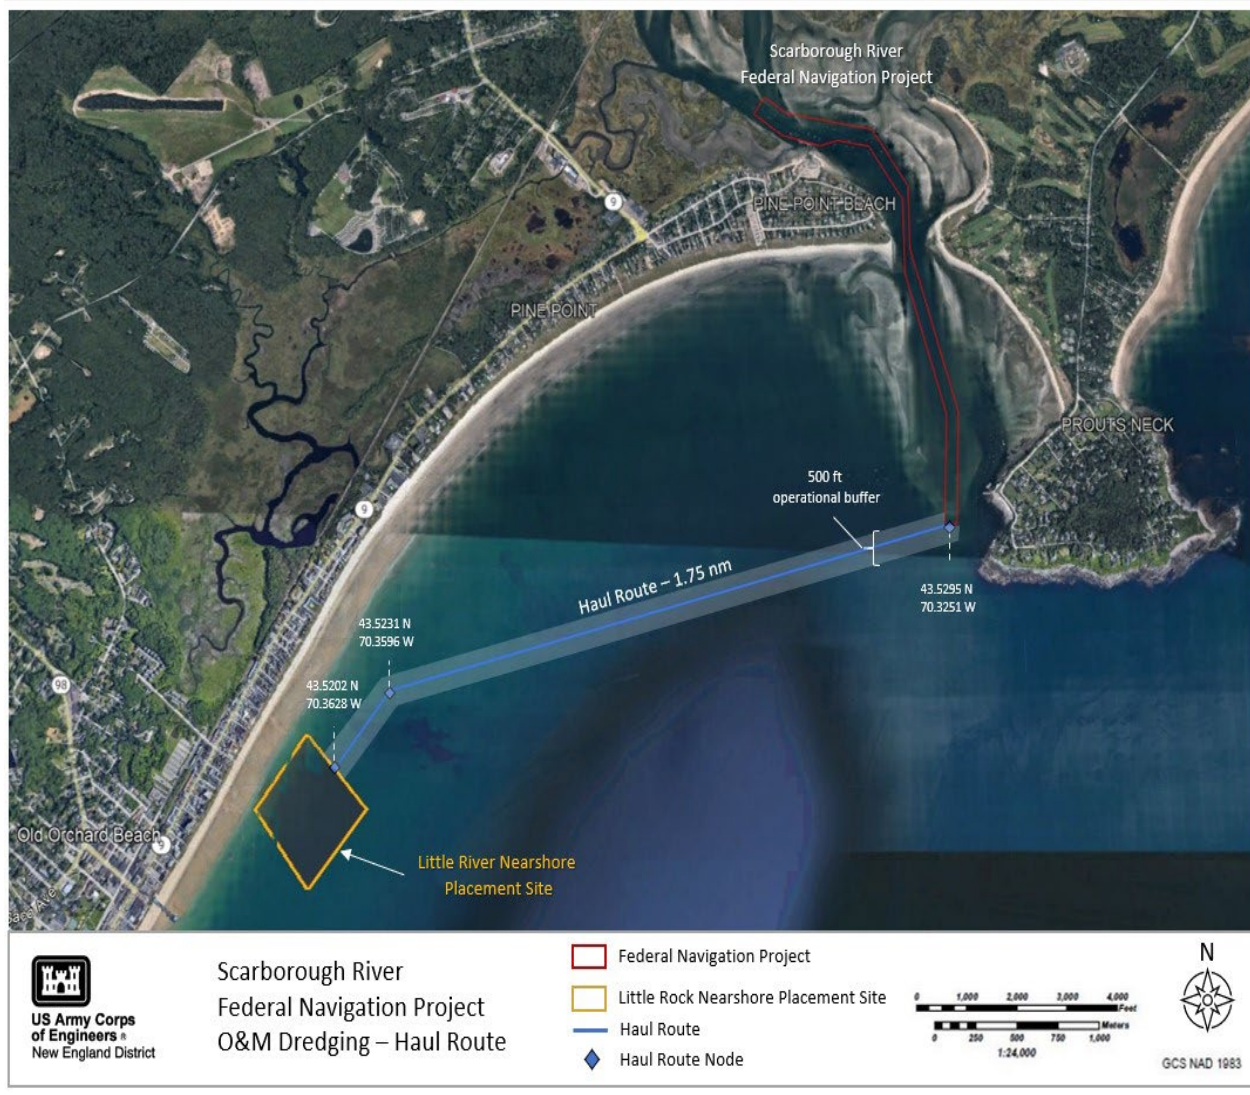 Scarborough River
Federal Navigation Project
9
PINE POINT BEACH
PINE POINT
PROUTS NECK
500 ft
operational buffer
9
Haul Route – 1.75 nm
43.5295 N
70.3251 W
43.5231 N
70.3596 W
43.5202 N
70.3628 W
98
Old Orchard Beach
9
Little River Nearshore
Placement Site
Saco Ave
US Army Corps
of Engineers ®
New England District
Scarborough River
Federal Navigation Project
O&M Dredging – Haul Route
Federal Navigation Project
Little Rock Nearshore Placement Site
Haul Route
Haul Route Node
0 1,000 2,000 3,000 4,000
Feet
Meters
0 250 500 750 1,000
1:24,000
N
GCS NAD 1983